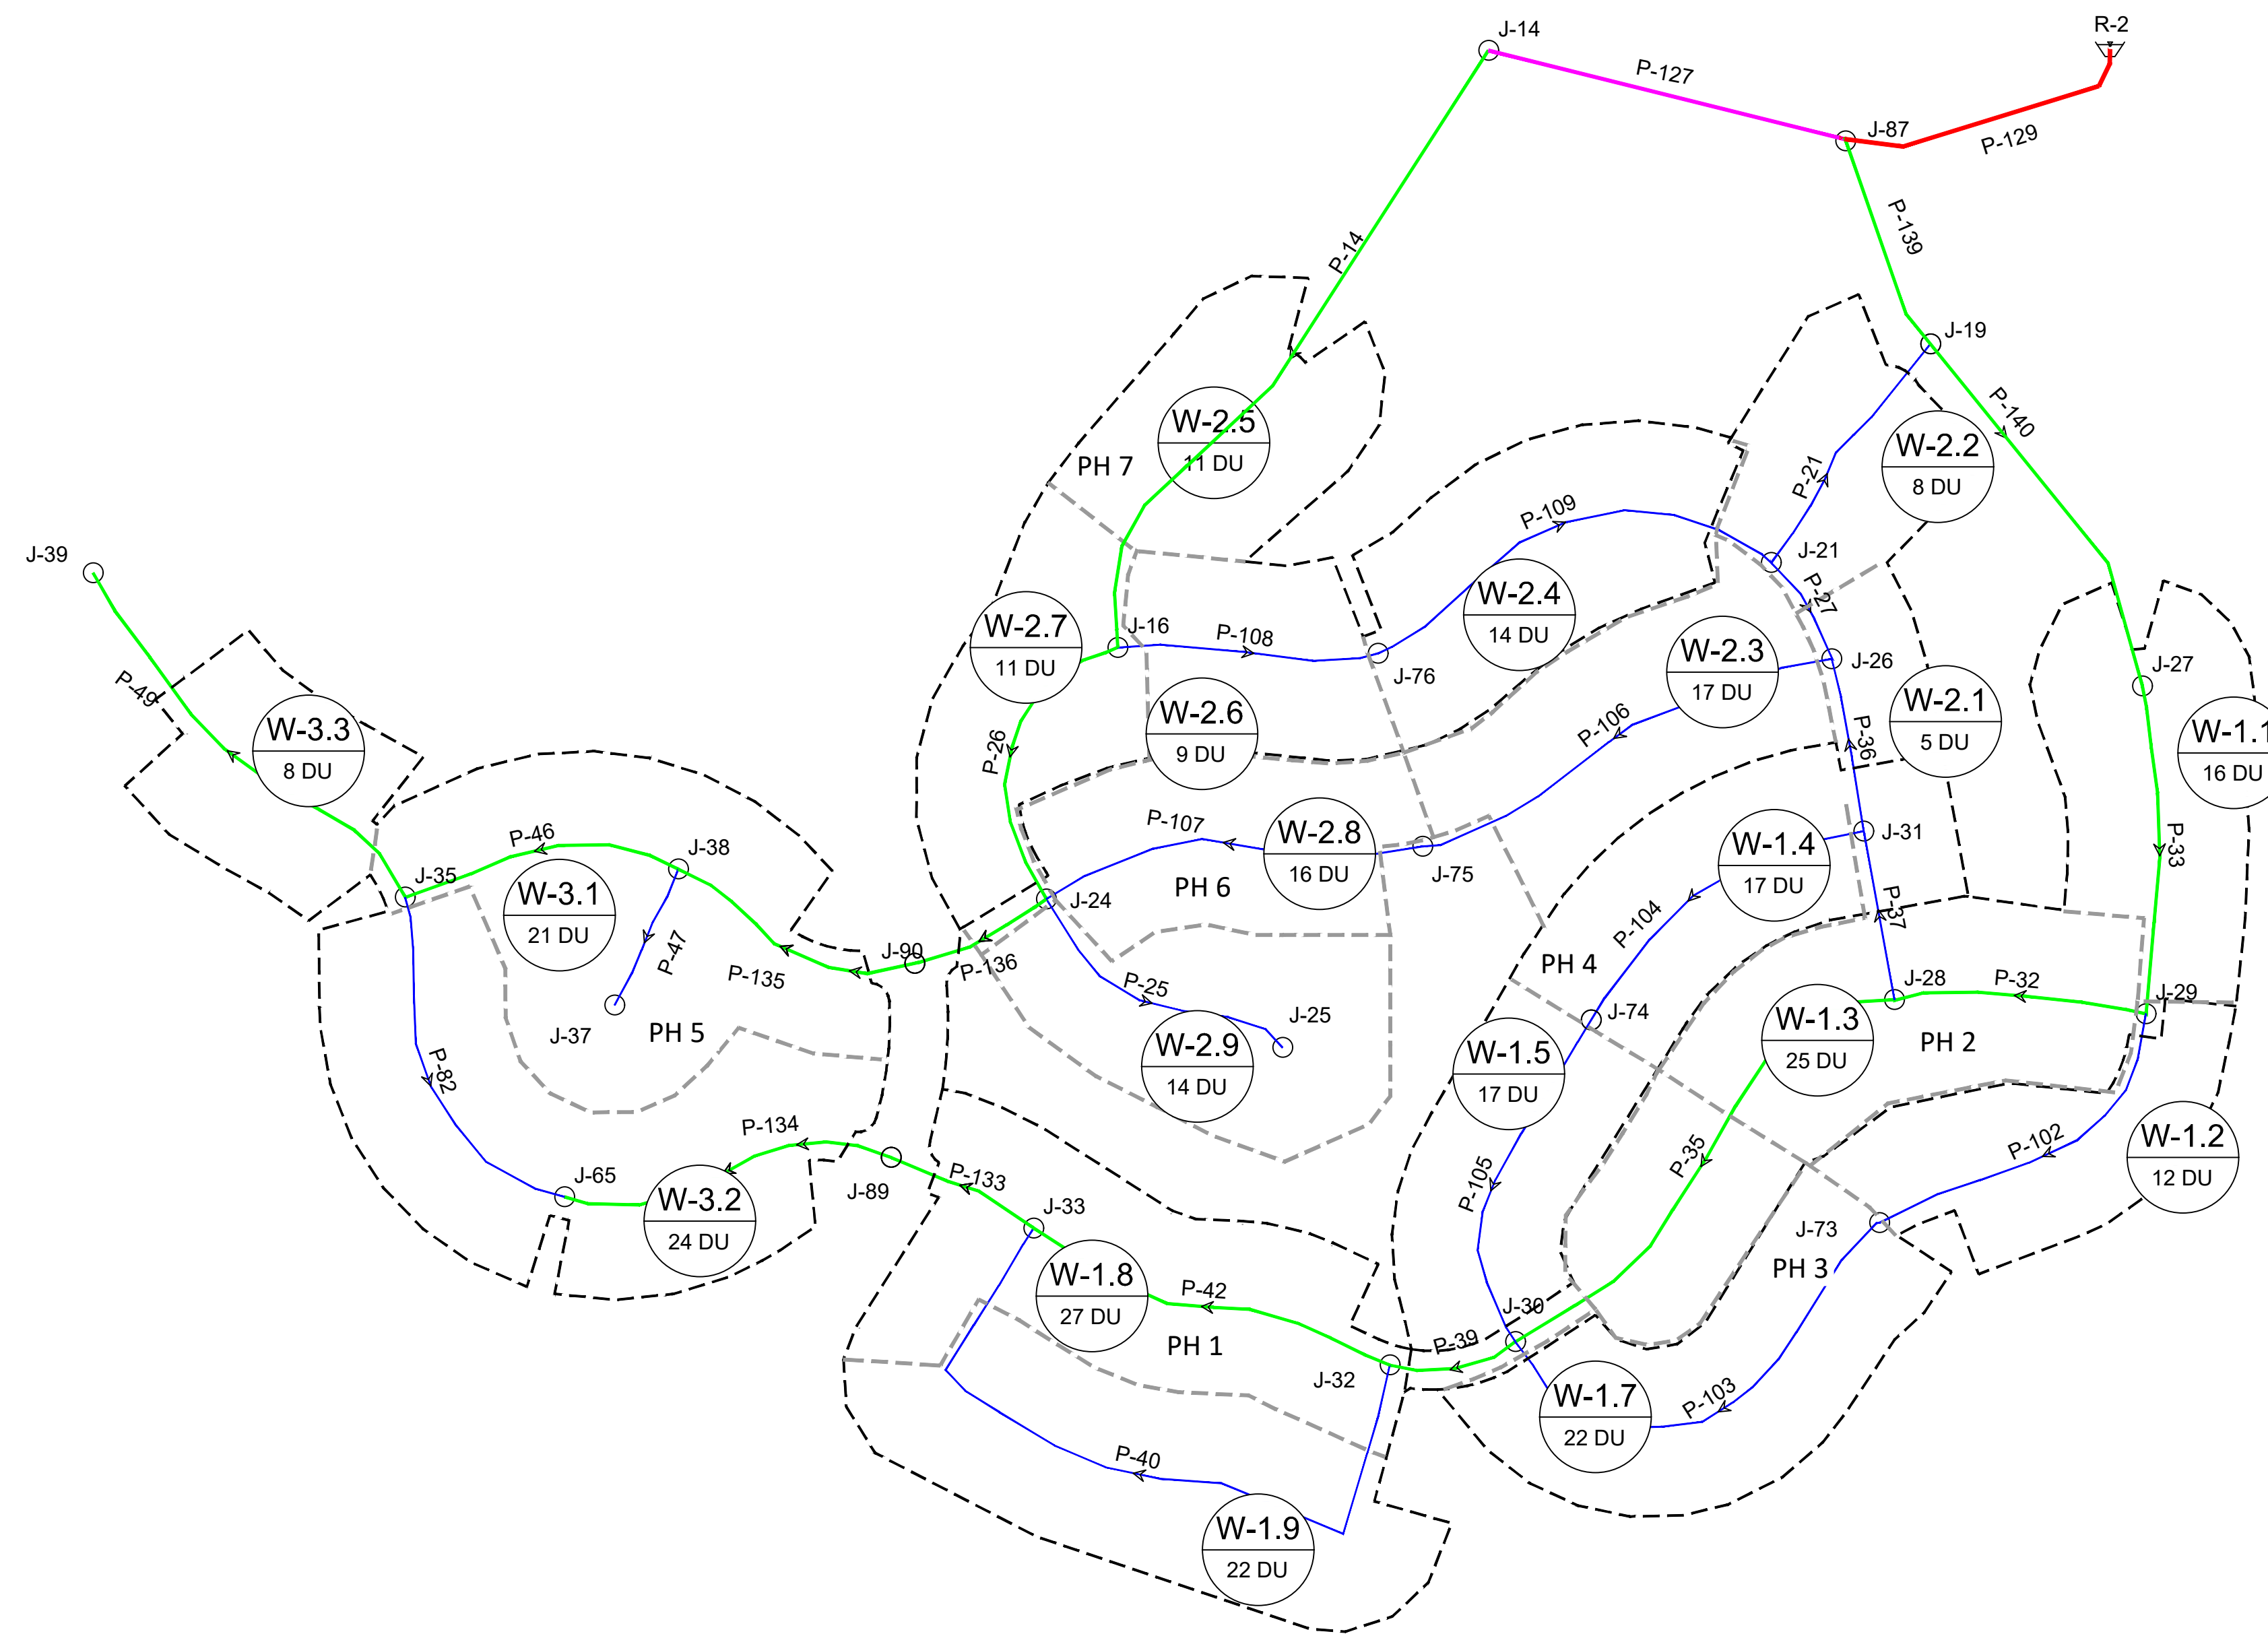 R-2
J-14
P-127
J-87
P-129
P-139
P-14
J-19
P-140
W-2.5
11 DU
PH 7
W-2.2
8 DU
P-21
P-109
J-39
J-21
P-27
W-2.4
14 DU
W-2.7
11 DU
J-16
P-108
J-76
W-2.3
17 DU
J-26
J-27
P-49
W-3.3
8 DU
W-2.6
9 DU
P-106
P-36
W-2.1
5 DU
W-1.1
16 DU
P-26
P-46
J-38
P-107
W-2.8
16 DU
J-75
J-31
W-1.4
17 DU
P-33
J-35
W-3.1
21 DU
PH 6
J-24
P-104
P-37
P-47
J-90
P-136
P-135
PH 4
P-25
J-28
P-32
J-29
J-37
PH 5
J-25
J-74
W-1.3
25 DU
PH 2
W-2.9
14 DU
W-1.5
17 DU
P-82
P-134
P-35
P-102
W-1.2
12 DU
J-65
W-3.2
24 DU
J-89
P-133
J-33
P-105
J-73
PH 3
W-1.8
27 DU
P-42
PH 1
J-30
P-39
J-32
W-1.7
22 DU
P-103
P-40
W-1.9
22 DU